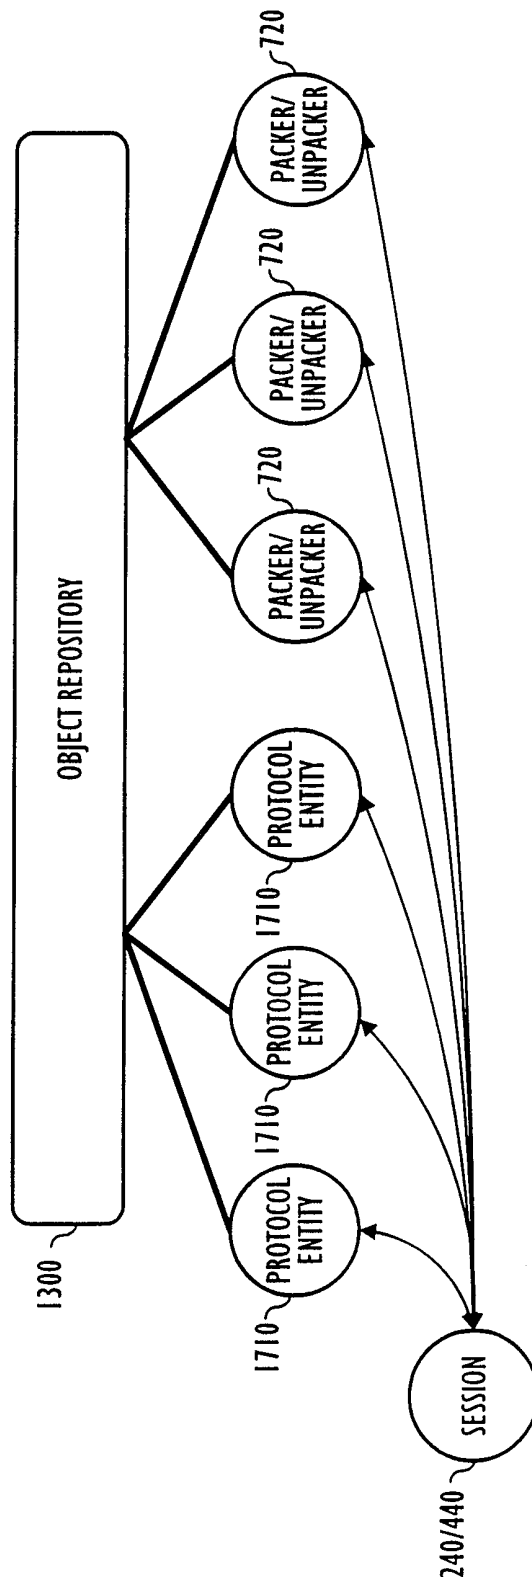 OBJECT REPOSITORY
1300
PROTOCOL
ENTITY
1710
PROTOCOL
ENTITY
1710
PROTOCOL
ENTITY
1710
PACKER/
UNPACKER
720
PACKER/
UNPACKER
720
PACKER/
UNPACKER
720
SESSION
240/440